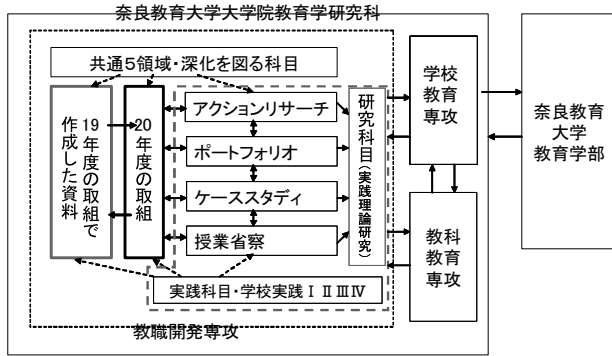 奈良教育大学大学院教育学研究科
共通5領域・深化を図る科目
19年度の取組で
作成した資料
20年度の取組
アクションリサーチ
ポートフォリオ
ケーススタディ
授業省察
研究科目(実践理論研究)
実践科目・学校実践ⅠⅡⅢⅣ
教職開発専攻
学校
教育
専攻
教科
教育
専攻
奈良教育
大学
教育学部